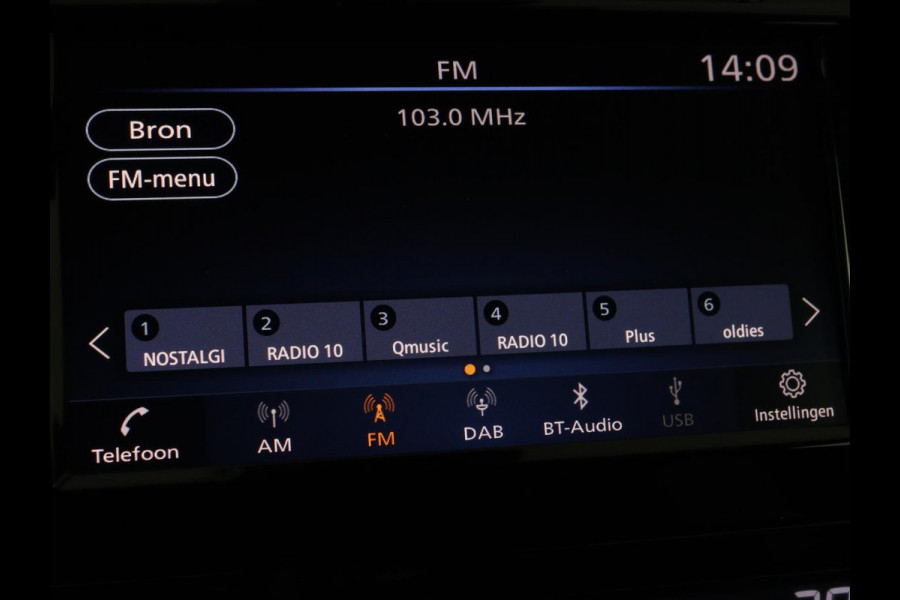 FM
14:09
103.0 MHz
Bron
FM-menu
1 2 3 4 5 6
NOSTALGI RADIO 10 Qmusic RADIO 10 Plus oldies
Telefoon AM FM DAB BT-Audio USB Instellingen